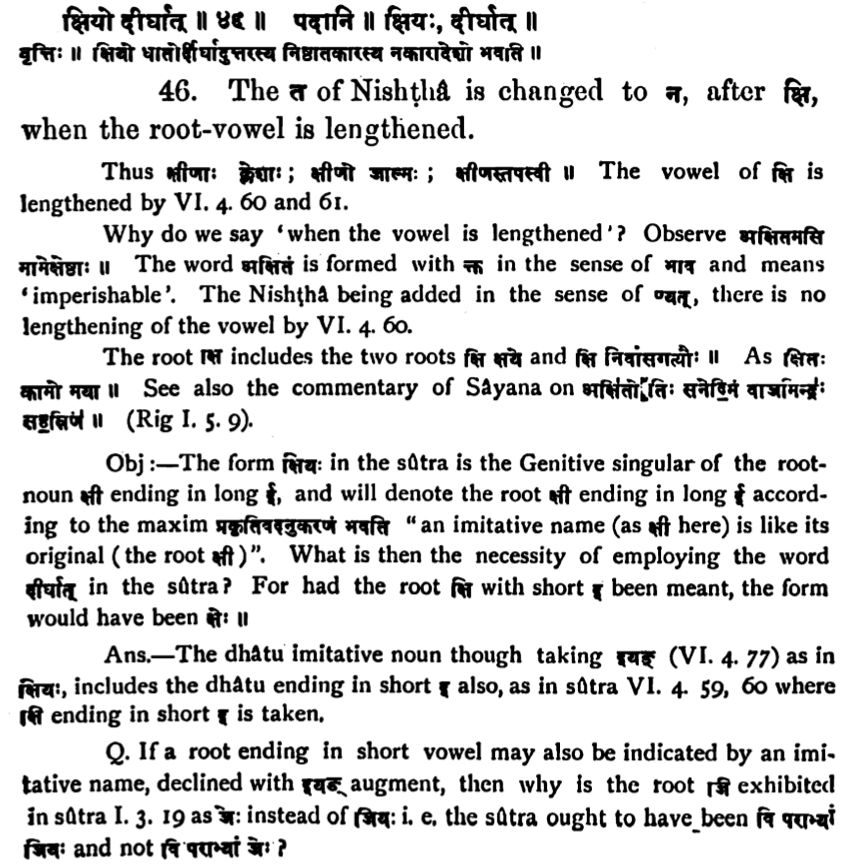 क्षियो दीर्घात् ॥ ४६ ॥ पदानि ॥ क्षियः, दीर्घात् ॥
वृत्तिः ॥ क्षियो धातोर्दीर्घादुत्तरस्य निष्ठातकारस्य नकारादेशो भवति ॥
46. The त of Nishṭhâ is changed to न, after क्षि,
when the root-vowel is lengthened.
Thus क्षीणाः क्लेशाः ; क्षीणो जाल्मः ; क्षीणस्तपस्वी ॥ The vowel of क्षि is
lengthened by VI. 4. 60 and 61.
Why do we say ‘when the vowel is lengthened’? Observe अक्षितमसि
मामेक्षेष्ठाः ॥ The word अक्षितं is formed with क्त in the sense of भाव and means
‘imperishable’. The Nishṭhâ being added in the sense of ण्यत्, there is no
lengthening of the vowel by VI. 4. 60.
The root क्षि includes the two roots क्षि क्षये and क्षि निवासगत्यौः ॥ As क्षितः
कामो मया ॥ See also the commentary of Sâyana on सनेदिमं
(Rig I. 5. 9).
Obj :—The form क्षियः in the sûtra is the Genitive singular of the root-
noun क्षी ending in long ई, and will denote the root क्षी ending in long ई accord-
ing to the maxim प्रकृतिवदनुकरणं भवति “an imitative name (as क्षी here) is like its
original (the root क्षी)”. What is then the necessity of employing the word
दीर्घात् in the sûtra? For had the root क्षि with short इ been meant, the form
would have been क्षेः ॥
Ans.—The dhâtu imitative noun though taking इयङ् (VI. 4. 77) as in
क्षियः, includes the dhâtu ending in short इ also, as in sûtra VI. 4. 59, 60 where
क्षि ending in short इ is taken.
Q. If a root ending in short vowel may also be indicated by an imi-
tative name, declined with इयङ् augment, then why is the root जि exhibited
in sûtra I. 3. 19 as जेः instead of जियः i. e. the sûtra ought to have been वि पराभ्यां
जियः and not वि पराभ्यां जेः ?